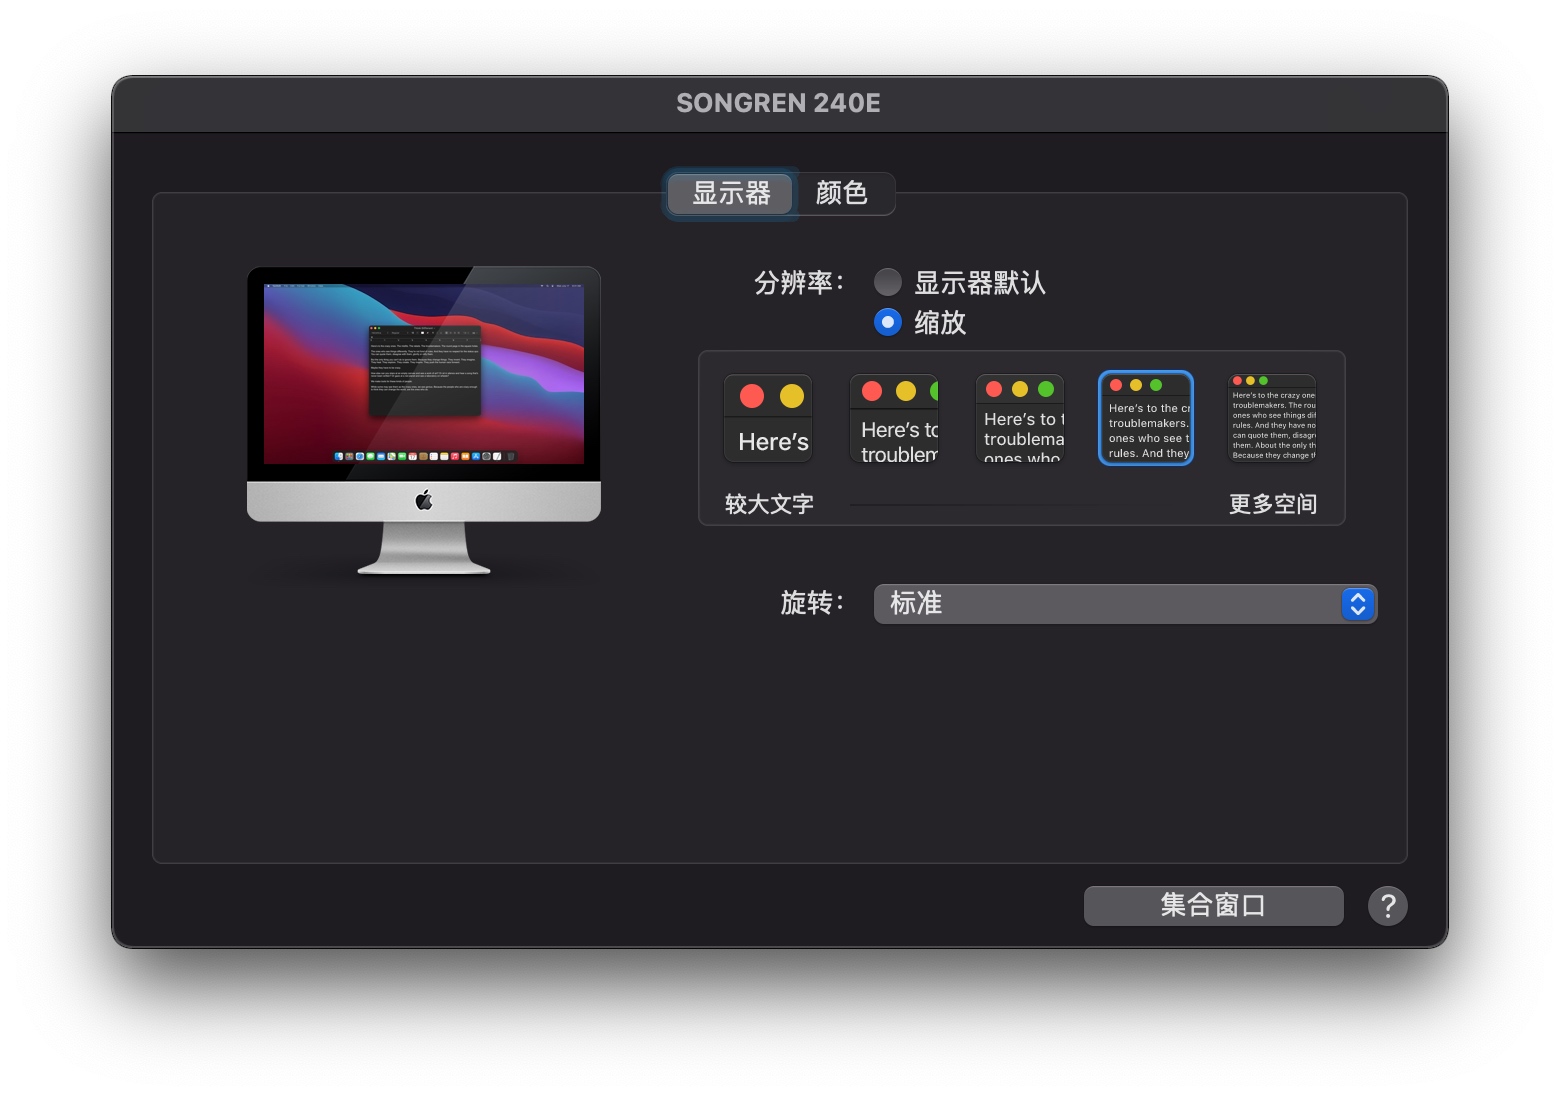 SONGREN 240E
显示器
颜色
分辨率：
显示器默认
缩放
Here's
Here's to
troublem
Here's to t
troublema
ones who
Here's to the cr
troublemakers.
ones who see t
rules. And they
Here's to the crazy one
troublemakers. The rou
ones who see things dif
rules. And they have no
can quote them, disagr
them. About the only th
Because they change th
较大文字
更多空间
旋转：
标准
集合窗口
?